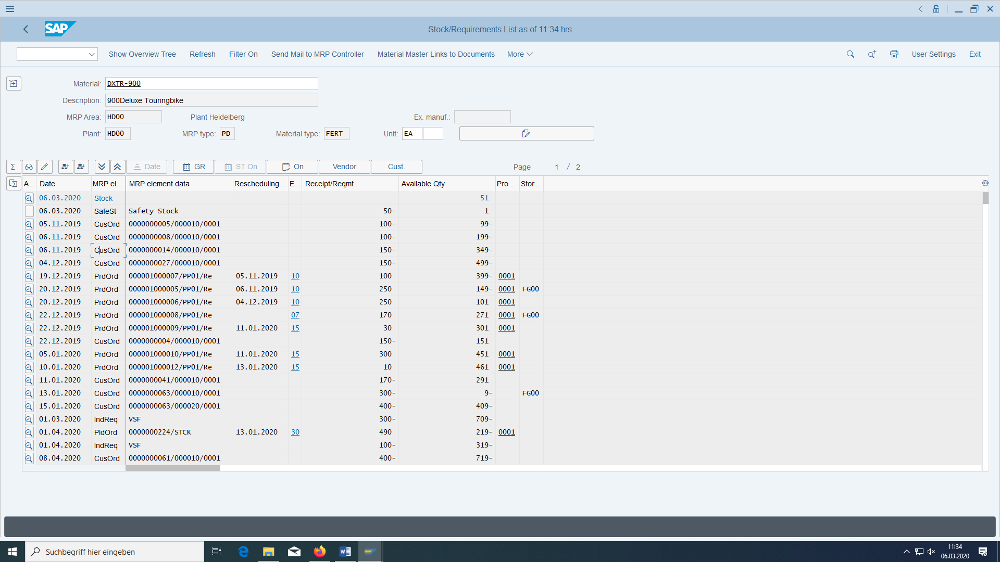 SAP
Stock/Requirements List as of 11:34 hrs
Show Overview Tree Refresh Filter On Send Mail to MRP Controller Material Master Links to Documents More User Settings Exit
Material: DXTR-900
Description: 900Deluxe Touringbike
MRP Area: HD00 Plant Heidelberg Ex. manuf.:
Plant: HD00 MRP type: PD Material type: FERT Unit: EA
Σ Date GR ST On On Vendor Cust. Page 1 / 2
A... Date MRP el... MRP element data Rescheduling... E... Receipt/Reqmt Available Qty Pro... Stor...
06.03.2020 Stock 51
06.03.2020 SafeSt Safety Stock 50- 1
05.11.2019 CusOrd 0000000005/000010/0001 100- 99-
06.11.2019 CusOrd 0000000008/000010/0001 100- 199-
06.11.2019 CusOrd 0000000014/000010/0001 150- 349-
04.12.2019 CusOrd 0000000027/000010/0001 150- 499-
19.12.2019 PrdOrd 000001000007/PP01/Re 05.11.2019 10 100 399- 0001
20.12.2019 PrdOrd 000001000005/PP01/Re 06.11.2019 10 250 149- 0001 FG00
20.12.2019 PrdOrd 000001000006/PP01/Re 04.12.2019 10 250 101 0001
22.12.2019 PrdOrd 000001000008/PP01/Re 07 170 271 0001 FG00
22.12.2019 PrdOrd 000001000009/PP01/Re 11.01.2020 15 30 301 0001
22.12.2019 CusOrd 0000000004/000010/0001 150- 151
05.01.2020 PrdOrd 000001000010/PP01/Re 11.01.2020 15 300 451 0001
10.01.2020 PrdOrd 000001000012/PP01/Re 13.01.2020 15 10 461 0001
11.01.2020 CusOrd 0000000041/000010/0001 170- 291
13.01.2020 CusOrd 0000000063/000010/0001 300- 9- FG00
15.01.2020 CusOrd 0000000063/000020/0001 400- 409-
01.03.2020 IndReq VSF 300- 709-
01.04.2020 PldOrd 0000000224/STCK 13.01.2020 30 490 219- 0001
01.04.2020 IndReq VSF 100- 319-
08.04.2020 CusOrd 0000000061/000010/0001 400- 719-
Suchbegriff hier eingeben
11:34
06.03.2020